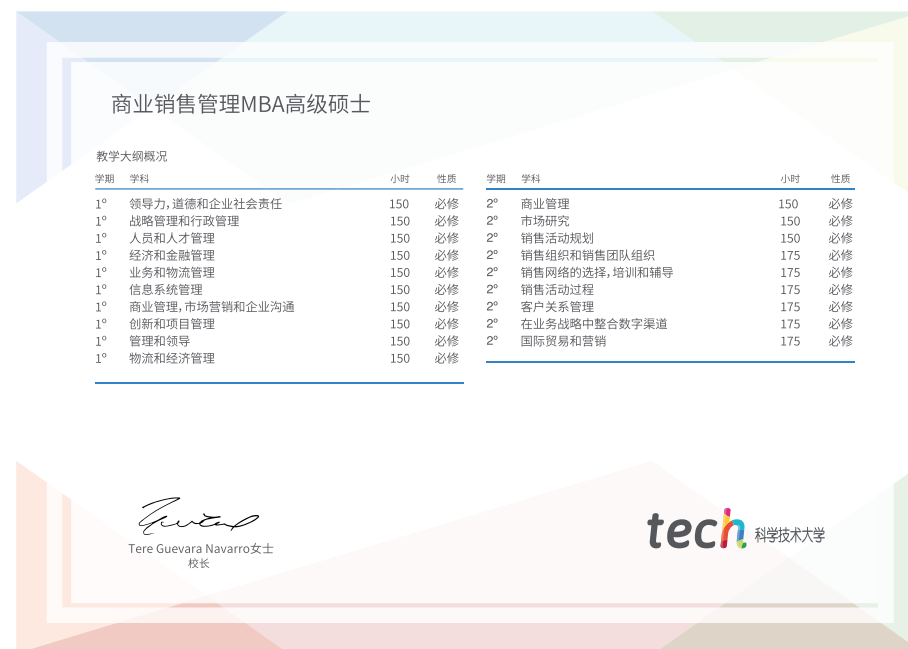 商业销售管理MBA高级硕士
教学大纲概况
学期 学科 小时 性质
1º 领导力,道德和企业社会责任 150 必修
1º 战略管理和行政管理 150 必修
1º 人员和人才管理 150 必修
1º 经济和金融管理 150 必修
1º 业务和物流管理 150 必修
1º 信息系统管理 150 必修
1º 商业管理,市场营销和企业沟通 150 必修
1º 创新和项目管理 150 必修
1º 管理和领导 150 必修
1º 物流和经济管理 150 必修
学期 学科 小时 性质
2º 商业管理 150 必修
2º 市场研究 150 必修
2º 销售活动规划 150 必修
2º 销售组织和销售团队组织 175 必修
2º 销售网络的选择,培训和辅导 175 必修
2º 销售活动过程 175 必修
2º 客户关系管理 175 必修
2º 在业务战略中整合数字渠道 175 必修
2º 国际贸易和营销 175 必修
Tere Guevara Navarro女士
校长
tech 科学技术大学